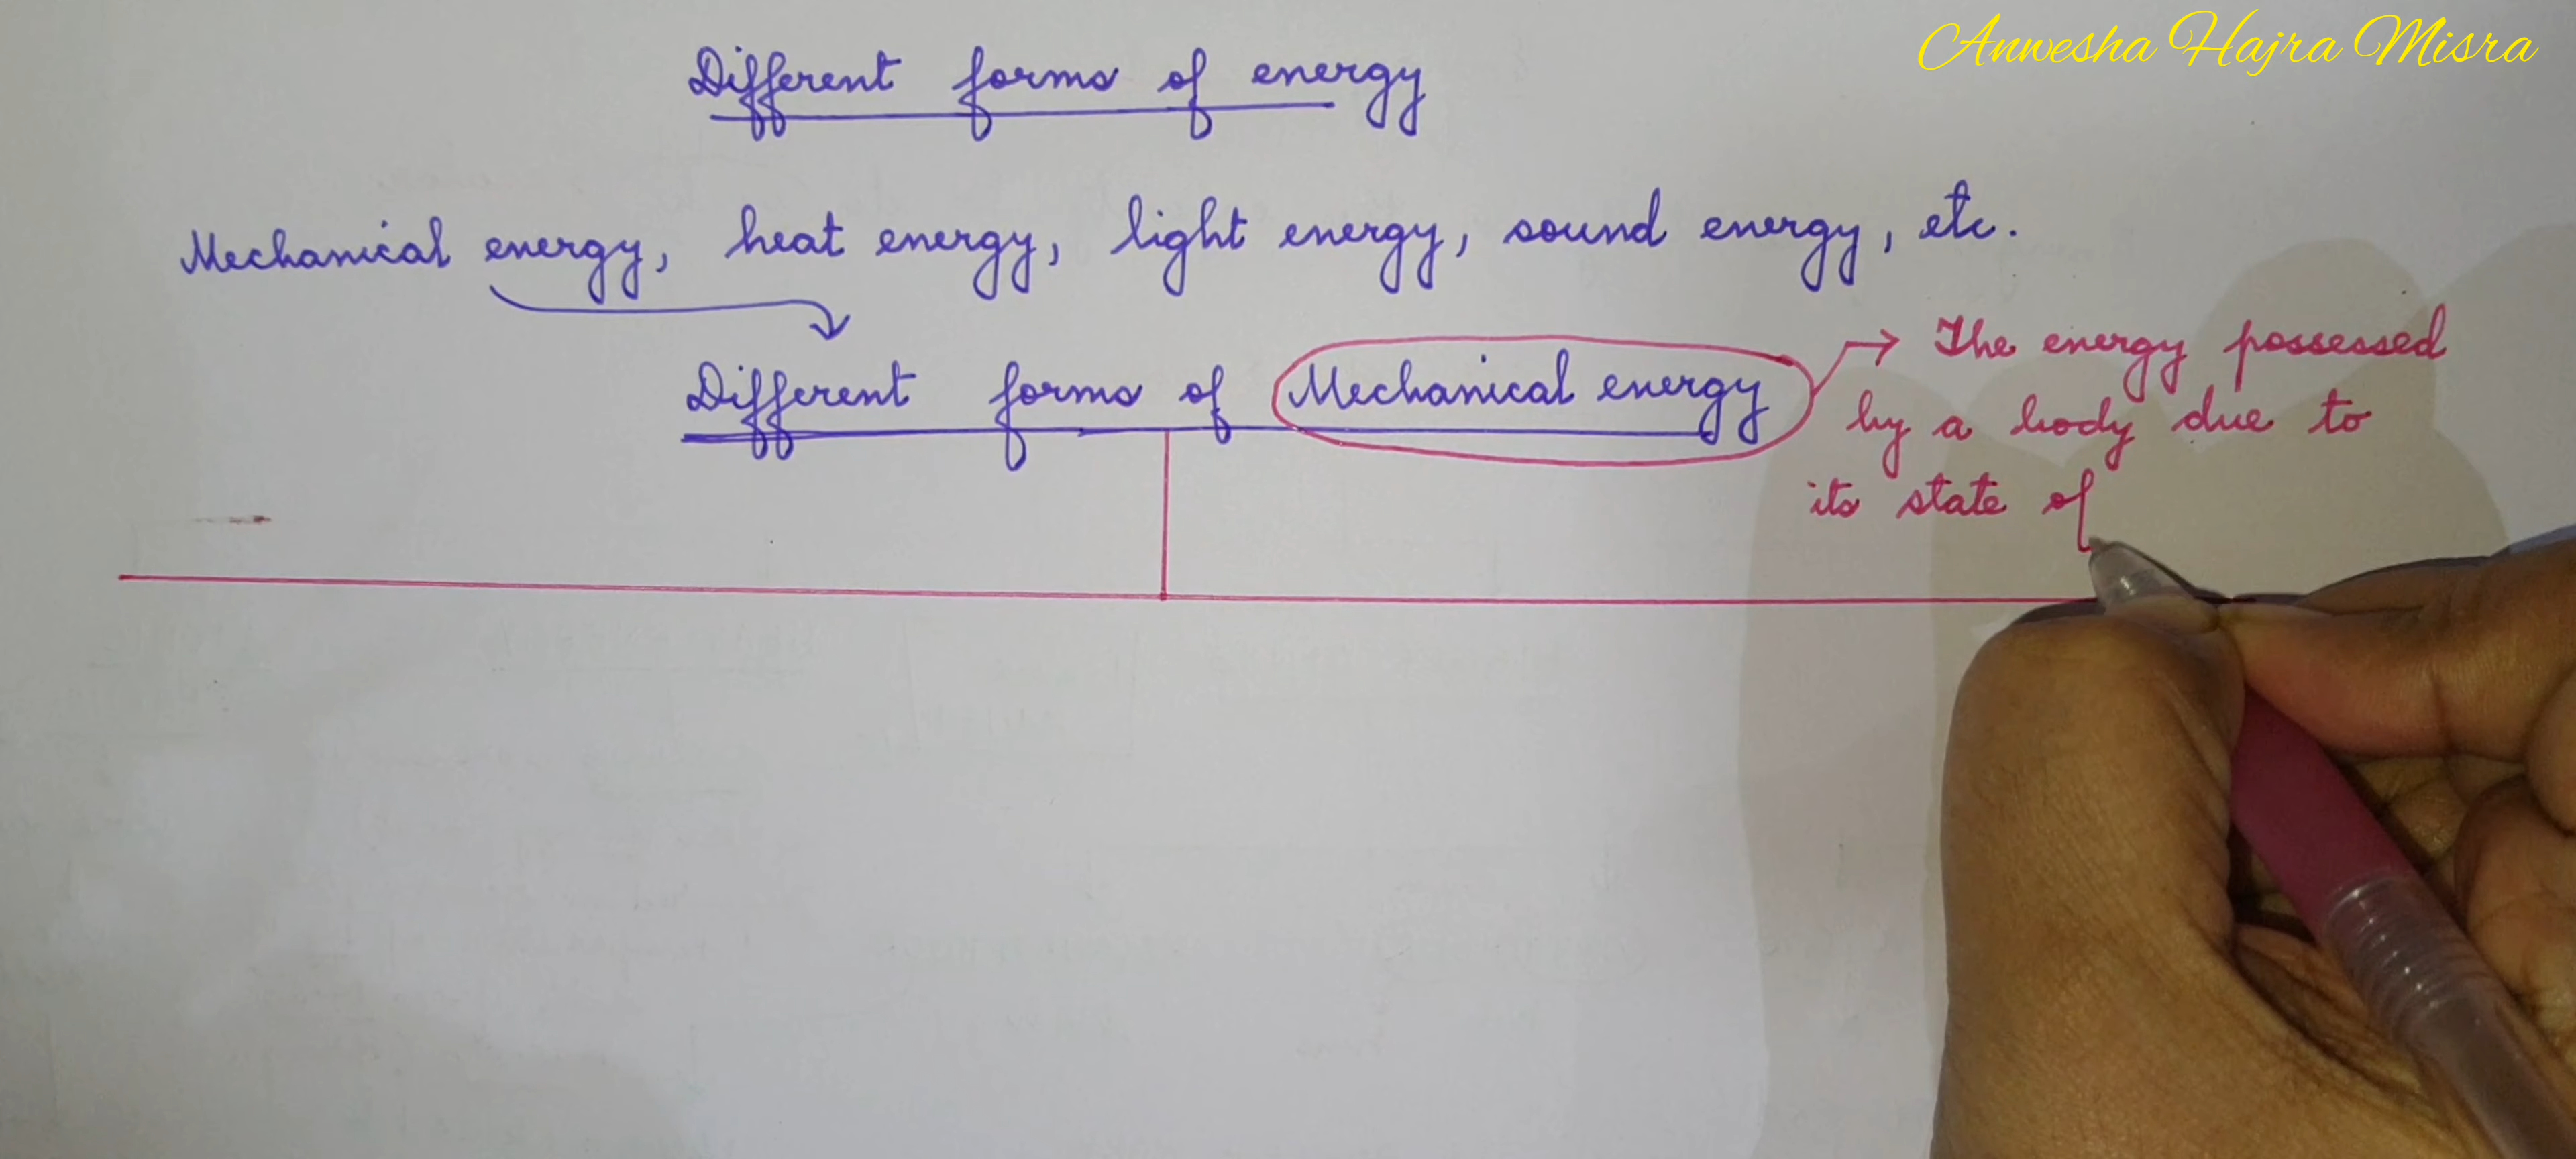 Anwesha Hajra Misra
Different forms of energy
Mechanical energy, heat energy, light energy, sound energy, etc.
Different forms of Mechanical energy
→ The energy possessed
by a body due to
its state of